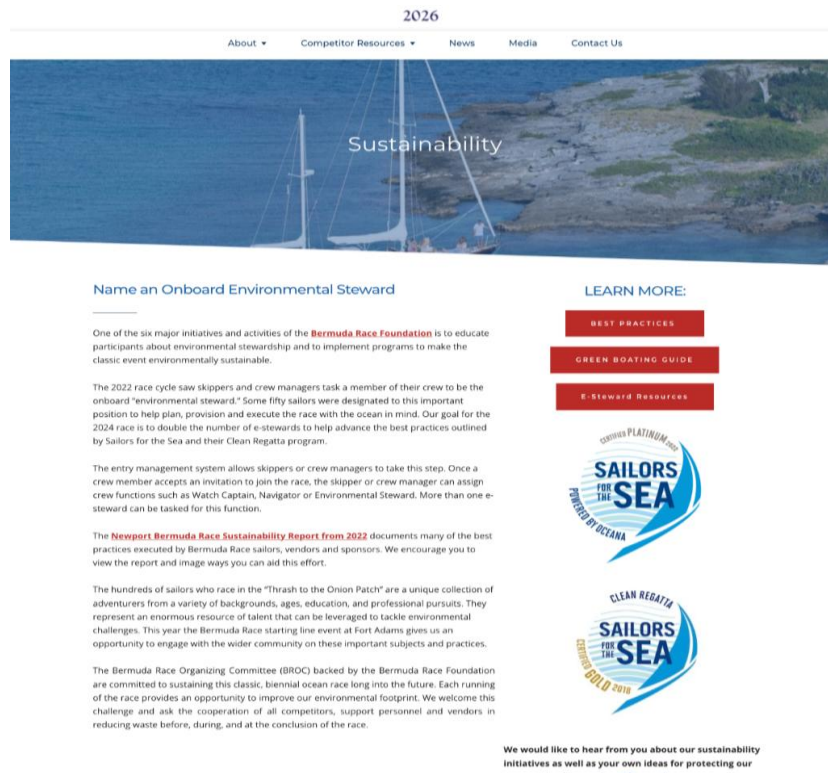 2026
About
Competitor Resources
News
Media
Contact Us
Sustainability
Name an Onboard Environmental Steward
One of the six major initiatives and activities of the Bermuda Race Foundation is to educate
participants about environmental stewardship and to implement programs to make the
classic event environmentally sustainable.
The 2022 race cycle saw skippers and crew managers task a member of their crew to be the
onboard "environmental steward." Some fifty sailors were designated to this important
position to help plan, provision and execute the race with the ocean in mind. Our goal for the
2024 race is to double the number of e-stewards to help advance the best practices outlined
by Sailors for the Sea and their Clean Regatta program.
The entry management system allows skippers or crew managers to take this step. Once a
crew member accepts an invitation to join the race, the skipper or crew manager can assign
crew functions such as Watch Captain, Navigator or Environmental Steward. More than one e-
steward can be tasked for this function.
The Newport Bermuda Race Sustainability Report from 2022 documents many of the best
practices executed by Bermuda Race sailors, vendors and sponsors. We encourage you to
view the report and image ways you can aid this effort.
The hundreds of sailors who race in the "Thrash to the Onion Patch" are a unique collection of
adventurers from a variety of backgrounds, ages, education, and professional pursuits. They
represent an enormous resource of talent that can be leveraged to tackle environmental
challenges. This year the Bermuda Race starting line event at Fort Adams gives us an
opportunity to engage with the wider community on these important subjects and practices.
The Bermuda Race Organizing Committee (BROC) backed by the Bermuda Race Foundation
are committed to sustaining this classic, biennial ocean race long into the future. Each running
of the race provides an opportunity to improve our environmental footprint. We welcome this
challenge and ask the cooperation of all competitors, support personnel and vendors in
reducing waste before, during, and at the conclusion of the race.
LEARN MORE:
BEST PRACTICES
GREEN BOATING GUIDE
E-Steward Resources
CERTIFIED PLATINUM 2022
SAILORS
FOR THE SEA
POWERED BY OCEANA
CLEAN REGATTA
SAILORS
FOR THE SEA
CERTIFIED GOLD 2018
We would like to hear from you about our sustainability
initiatives as well as your own ideas for protecting our